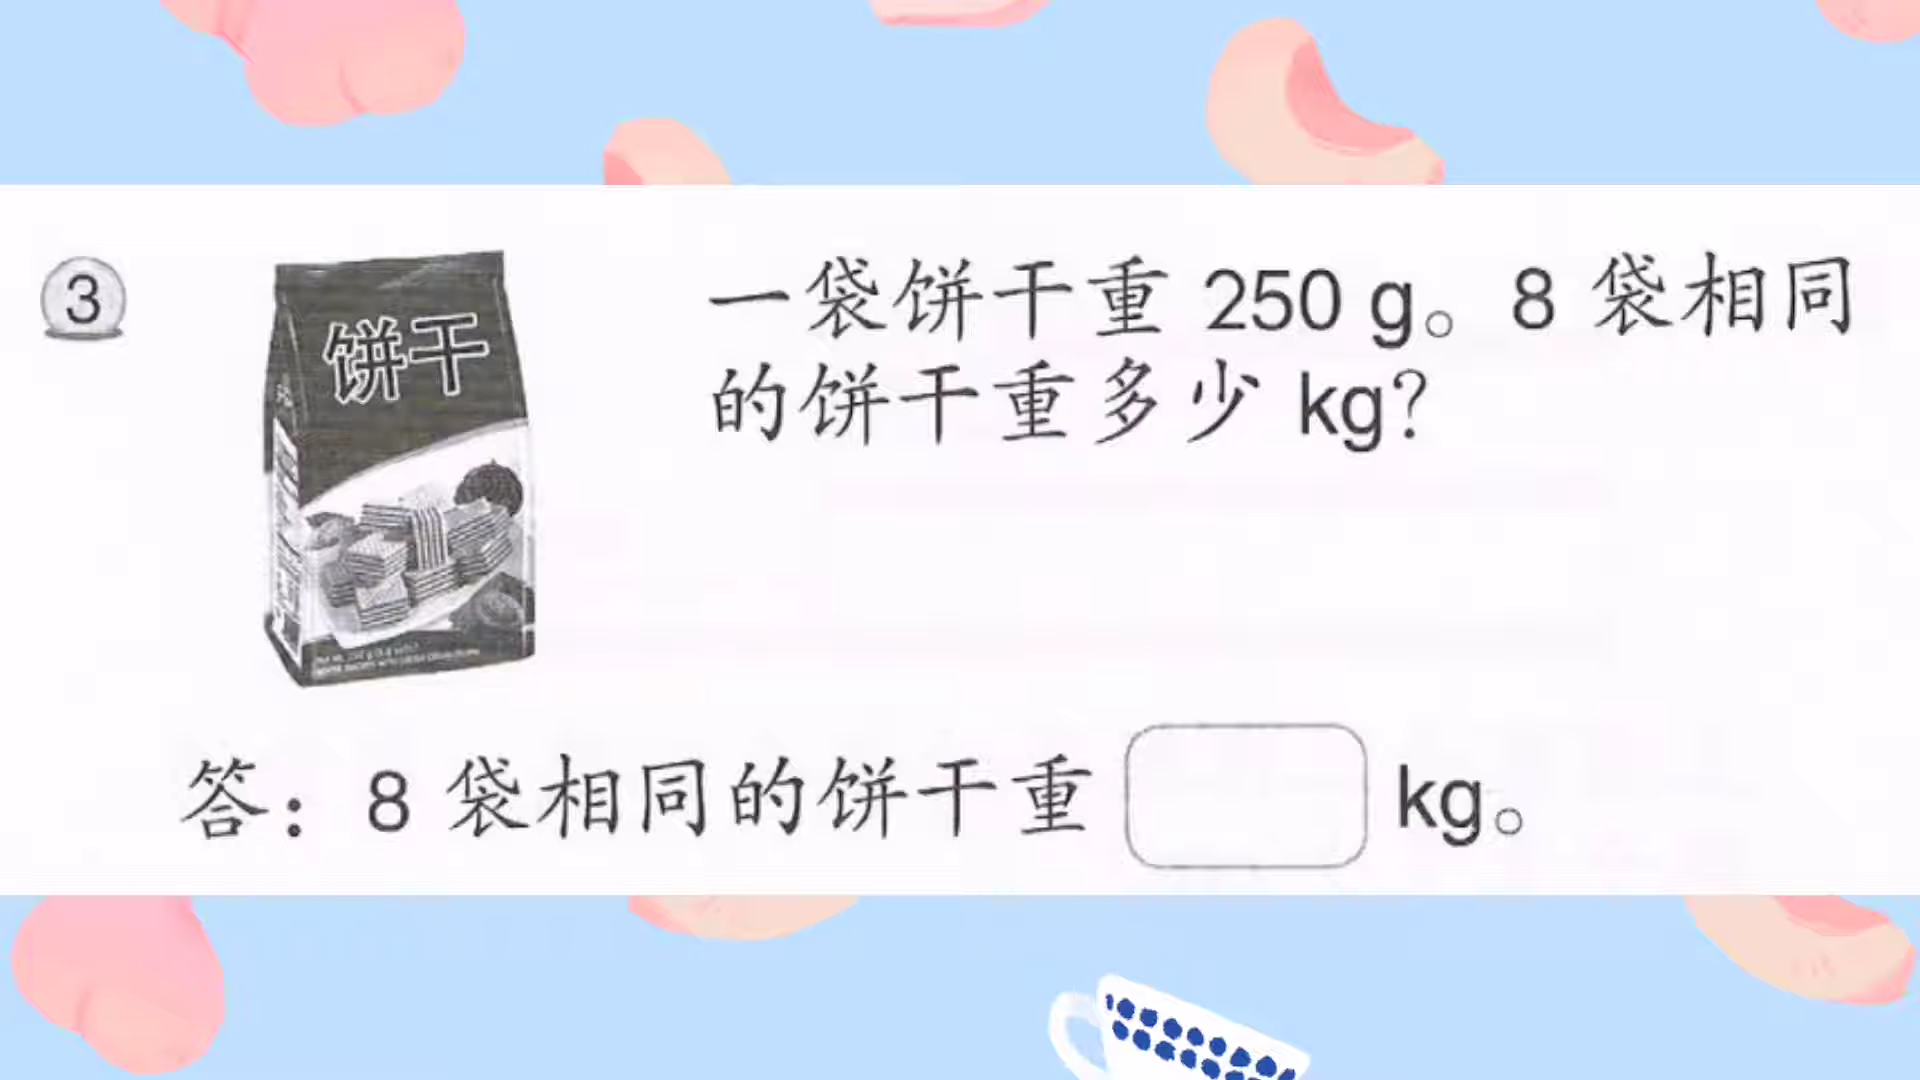 3
饼干
一袋饼干重 250 g。8 袋相同
的饼干重多少 kg？
答：8 袋相同的饼干重 kg。